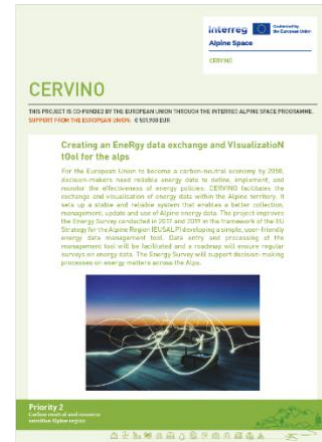 Interreg
Co-funded by
the European Union
Alpine Space
CERVINO
CERVINO
THIS PROJECT IS CO-FUNDED BY THE EUROPEAN UNION THROUGH THE INTERREG ALPINE SPACE PROGRAMME.
SUPPORT FROM THE EUROPEAN UNION:
Creating an EneRgy data exchange and VIsualizatioN
tOol for the alps
For the European Union to become a carbon-neutral economy by 2050,
decision-makers need reliable energy data to define, implement, and
monitor the effectiveness of energy policies. CERVINO facilitates the
exchange and visualization of energy data within the Alpine territory. It
sets up a stable and reliable system that enables a better collection,
management, update and use of Alpine energy data. The project improves
the Energy Survey conducted in 2017 and 2019 in the framework of the EU
Strategy for the Alpine Region (EUSALP) developing a simple, user-friendly
energy data management tool. Data entry and processing of the
management tool will be facilitated and a roadmap will ensure regular
surveys on energy data. The Energy Survey will support decision-making
processes on energy matters across the Alps.
Priority 2
Carbon neutral and resource
sensitive Alpine region